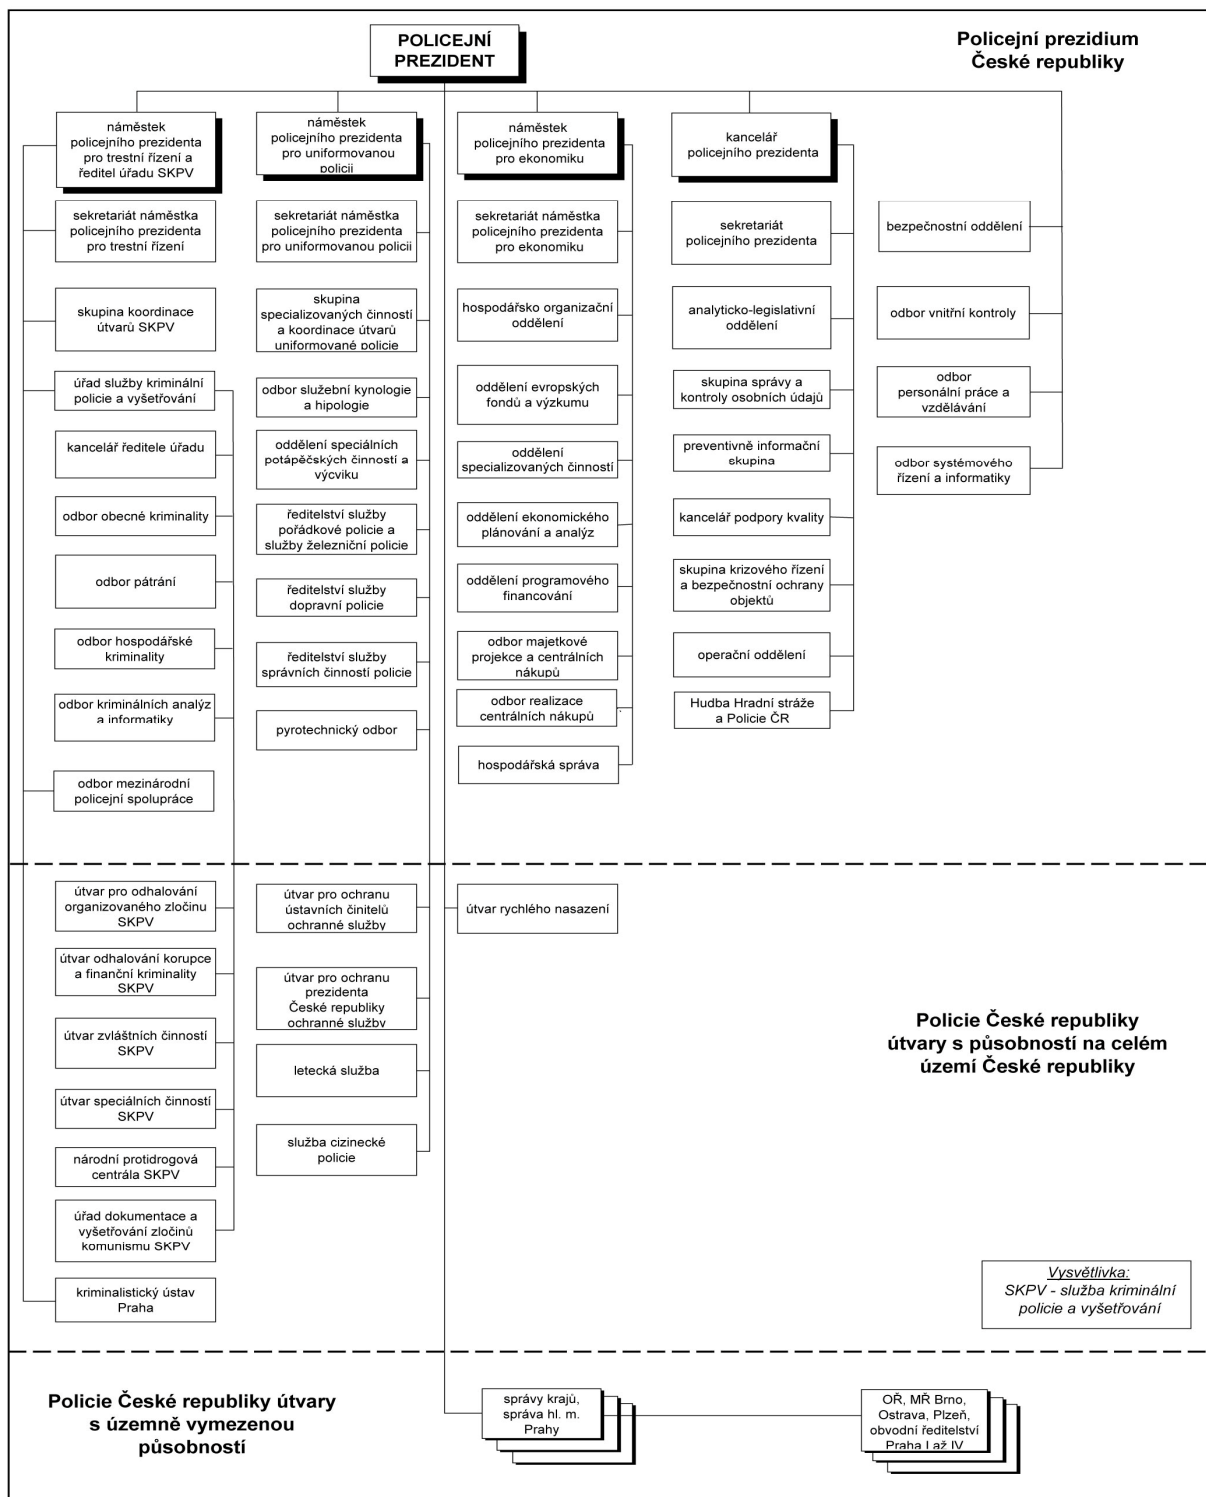 POLICEJNÍ
PREZIDENT
Policejní prezidium
České republiky
náměstek
policejního prezidenta
pro trestní řízení a
ředitel úřadu SKPV
sekretariát náměstka
policejního prezidenta
pro trestní řízení
skupina koordinace
útvarů SKPV
úřad služby kriminální
policie a vyšetřování
kancelář ředitele úřadu
odbor obecné kriminality
odbor pátrání
odbor hospodářské
kriminality
odbor kriminálních analýz
a informatiky
odbor mezinárodní
policejní spolupráce
náměstek
policejního prezidenta
pro uniformovanou
policii
sekretariát náměstka
policejního prezidenta
pro uniformovanou policii
skupina
specializovaných činností
a koordinace útvarů
uniformované policie
odbor služební kynologie
a hipologie
oddělení speciálních
potápěčských činností a
výcviku
ředitelství služby
pořádkové policie a
služby železniční policie
ředitelství služby
dopravní policie
ředitelství služby
správních činností policie
pyrotechnický odbor
náměstek
policejního prezidenta
pro ekonomiku
sekretariát náměstka
policejního prezidenta
pro ekonomiku
hospodářsko organizační
oddělení
oddělení evropských
fondů a výzkumu
oddělení
specializovaných činností
oddělení ekonomického
plánování a analýz
oddělení programového
financování
odbor majetkové
projekce a centrálních
nákupů
odbor realizace
centrálních nákupů
hospodářská správa
kancelář
policejního prezidenta
sekretariát
policejního prezidenta
analyticko-legislativní
oddělení
skupina správy a
kontroly osobních údajů
preventivně informační
skupina
kancelář podpory kvality
skupina krizového řízení
a bezpečnostní ochrany
objektů
operační oddělení
Hudba Hradní stráže
a Policie ČR
bezpečnostní oddělení
odbor vnitřní kontroly
odbor
personální práce a
vzdělávání
odbor systémového
řízení a informatiky
útvar pro odhalování
organizovaného zločinu
SKPV
útvar odhalování korupce
a finanční kriminality
SKPV
útvar zvláštních činností
SKPV
útvar speciálních činností
SKPV
národní protidrogová
centrála SKPV
úřad dokumentace a
vyšetřování zločinů
komunismu SKPV
kriminalistický ústav
Praha
útvar pro ochranu
ústavních činitelů
ochranné služby
útvar pro ochranu
prezidenta
České republiky
ochranné služby
letecká služba
služba cizinecké
policie
útvar rychlého nasazení
Policie České republiky
útvary s působností na celém
území České republiky
Vysvětlivka:
SKPV - služba kriminální
policie a vyšetřování
Policie České republiky útvary
s územně vymezenou
působností
správy krajů,
správa hl. m.
Prahy
OŘ, MŘ Brno,
Ostrava, Plzeň,
obvodní ředitelství
Praha I až IV